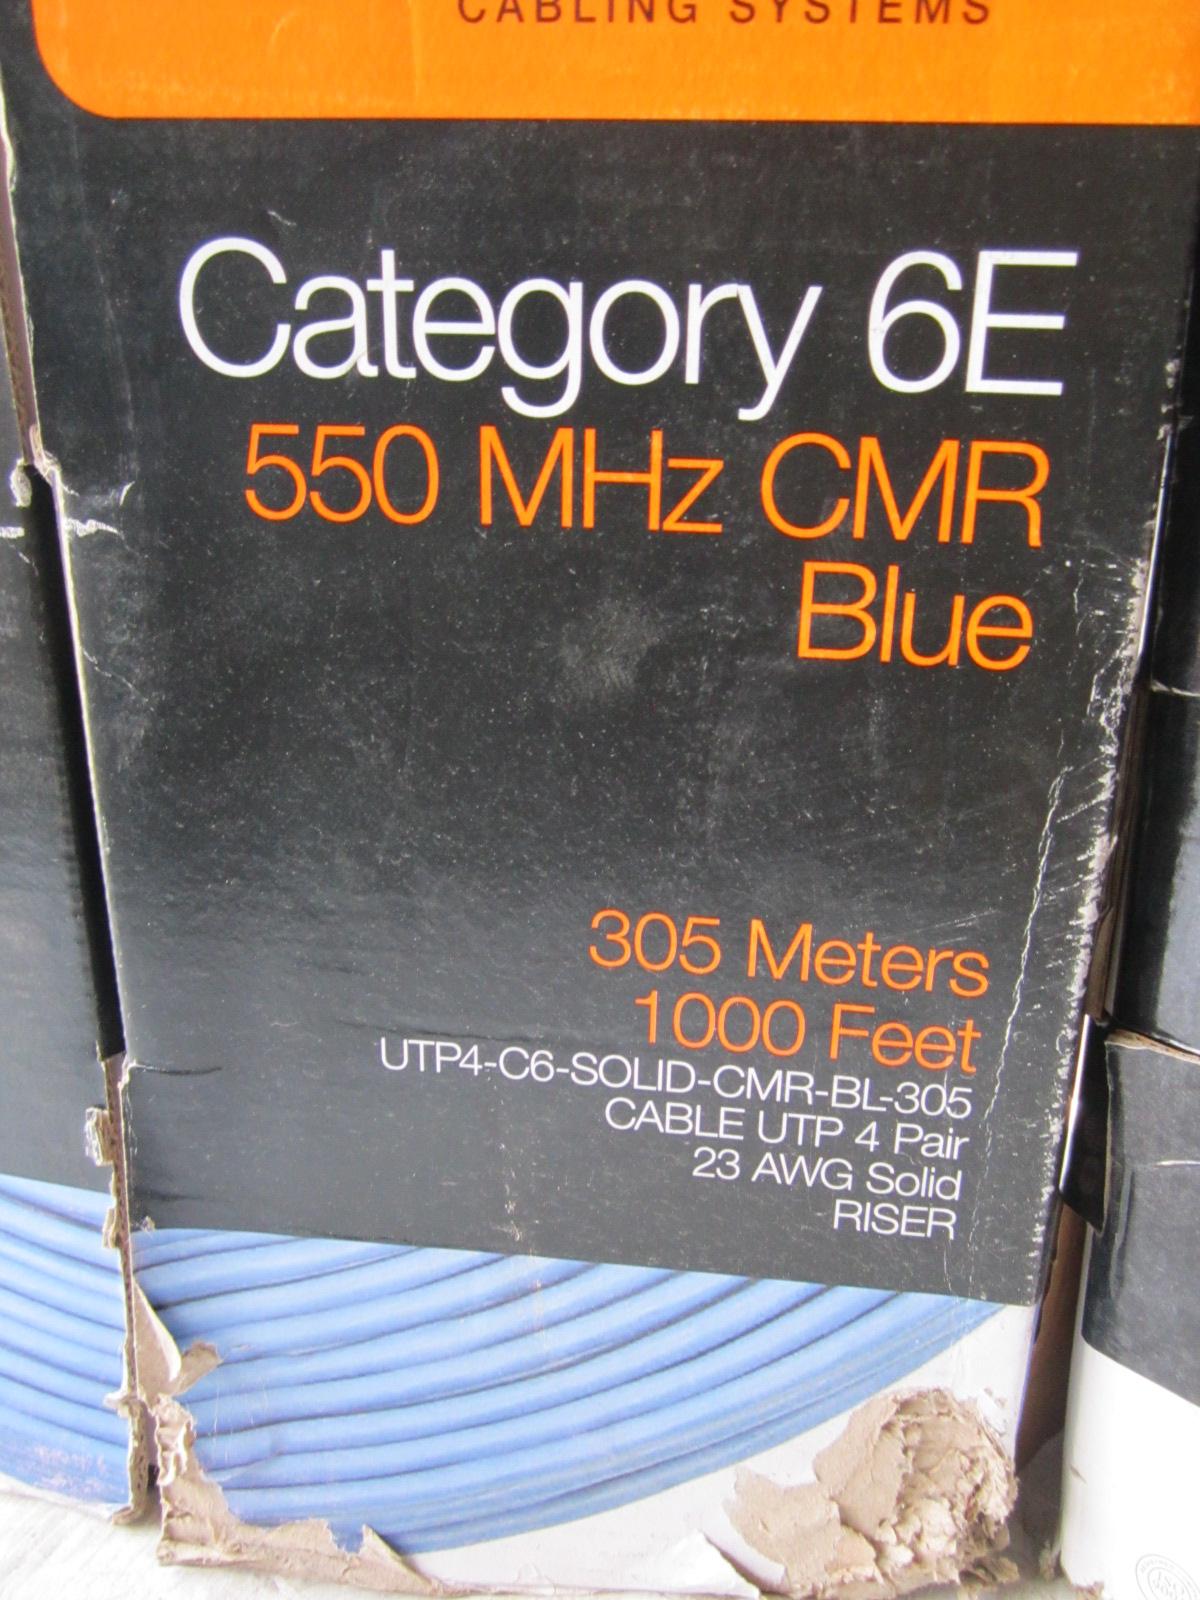 CABLING SYSTEMS
Category 6E
550 MHz CMR
Blue
305 Meters
1000 Feet
UTP4-C6-SOLID-CMR-BL-305
CABLE UTP 4 Pair
23 AWG Solid
RISER